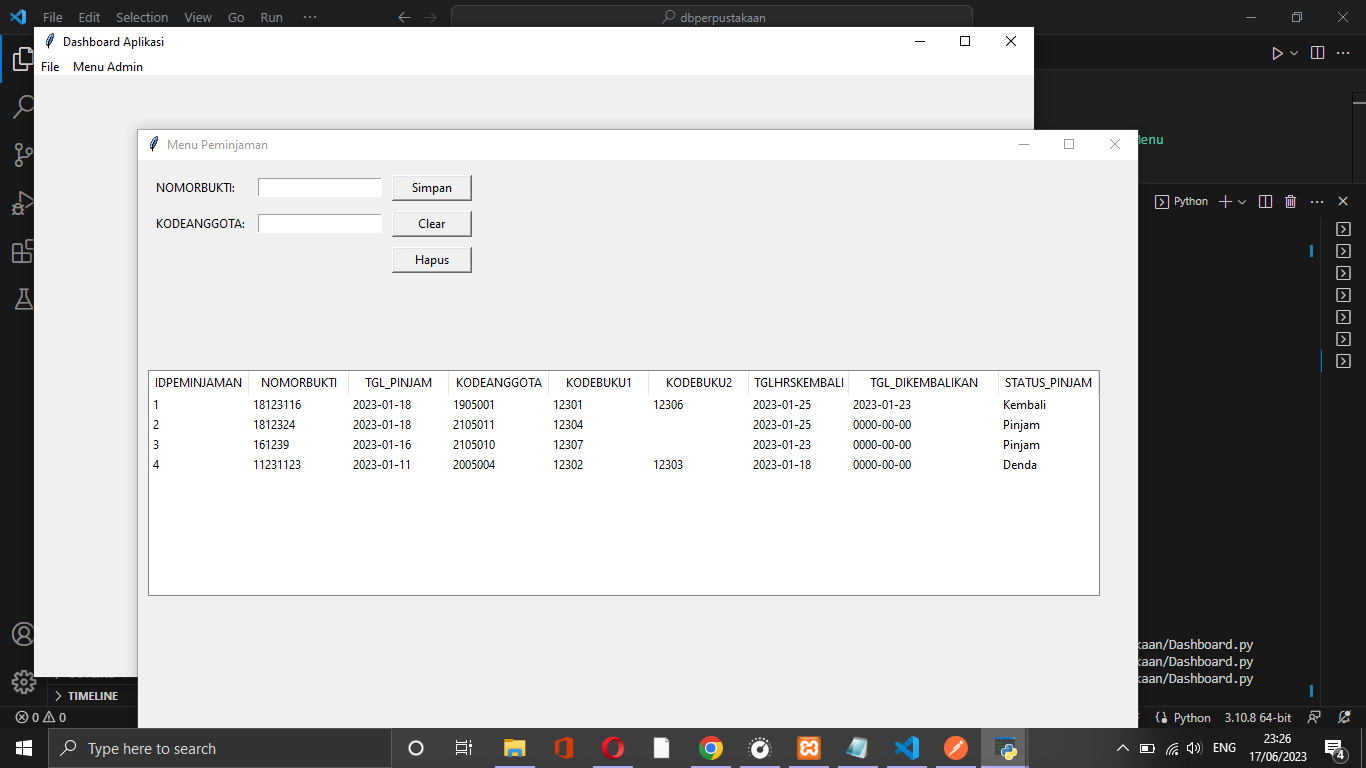 File Edit Selection View Go Run ··· dbperpustakaan
Dashboard Aplikasi
File Menu Admin
Menu
Menu Peminjaman
NOMORBUKTI: Simpan
Python
KODEANGGOTA: Clear
Hapus
IDPEMINJAMAN NOMORBUKTI TGL_PINJAM KODEANGGOTA KODEBUKU1 KODEBUKU2 TGLHRSKEMBALI TGL_DIKEMBALIKAN STATUS_PINJAM
1 18123116 2023-01-18 1905001 12301 12306 2023-01-25 2023-01-23 Kembali
2 1812324 2023-01-18 2105011 12304 2023-01-25 0000-00-00 Pinjam
3 161239 2023-01-16 2105010 12307 2023-01-23 0000-00-00 Pinjam
4 11231123 2023-01-11 2005004 12302 12303 2023-01-18 0000-00-00 Denda
kaan/Dashboard.py
kaan/Dashboard.py
kaan/Dashboard.py
TIMELINE
0 0 Python 3.10.8 64-bit
Type here to search
ENG
23:26
17/06/2023
4